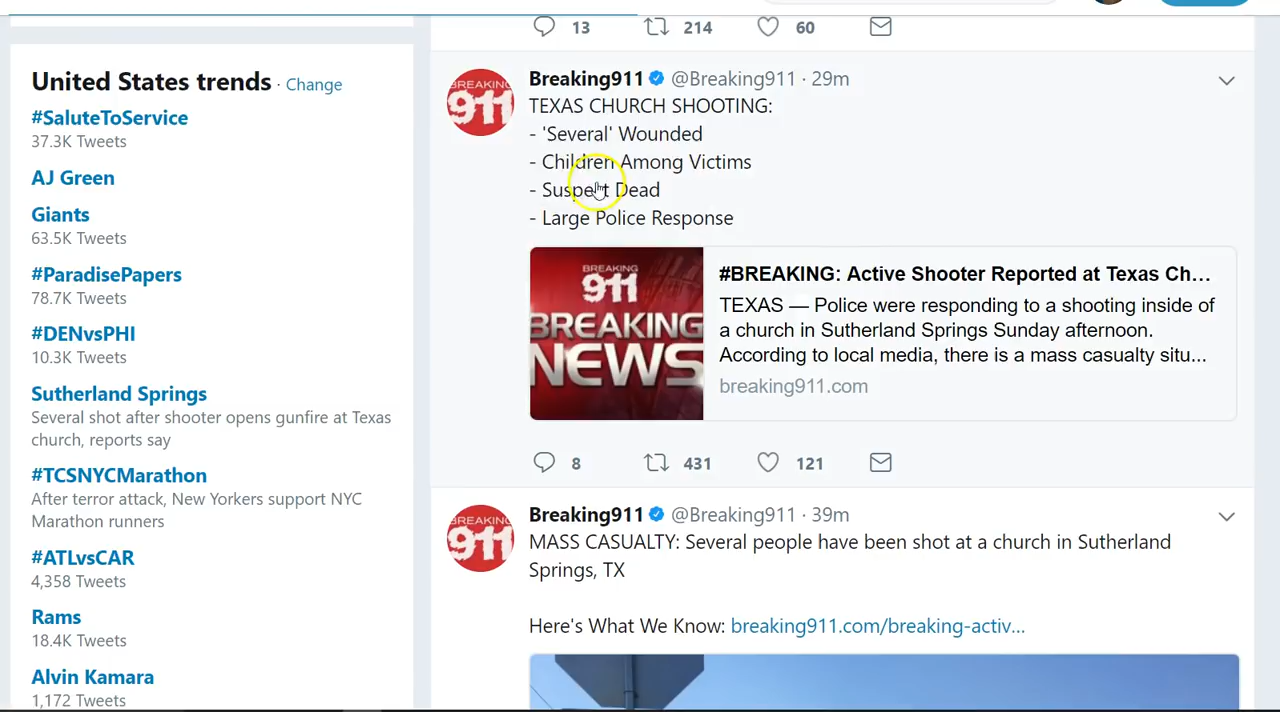 United States trends · Change
#SaluteToService
37.3K Tweets
AJ Green
Giants
63.5K Tweets
#ParadisePapers
78.7K Tweets
#DENvsPHI
10.3K Tweets
Sutherland Springs
Several shot after shooter opens gunfire at Texas
church, reports say
#TCSNYCMarathon
After terror attack, New Yorkers support NYC
Marathon runners
#ATLvsCAR
4,358 Tweets
Rams
18.4K Tweets
Alvin Kamara
1,172 Tweets
13 214 60
BREAKING
911
Breaking911 @Breaking911 · 29m
TEXAS CHURCH SHOOTING:
- 'Several' Wounded
- Children Among Victims
- Suspect Dead
- Large Police Response
BREAKING
911
BREAKING
NEWS
#BREAKING: Active Shooter Reported at Texas Ch...
TEXAS — Police were responding to a shooting inside of
a church in Sutherland Springs Sunday afternoon.
According to local media, there is a mass casualty situ...
breaking911.com
8 431 121
BREAKING
911
Breaking911 @Breaking911 · 39m
MASS CASUALTY: Several people have been shot at a church in Sutherland
Springs, TX
Here's What We Know: breaking911.com/breaking-activ...